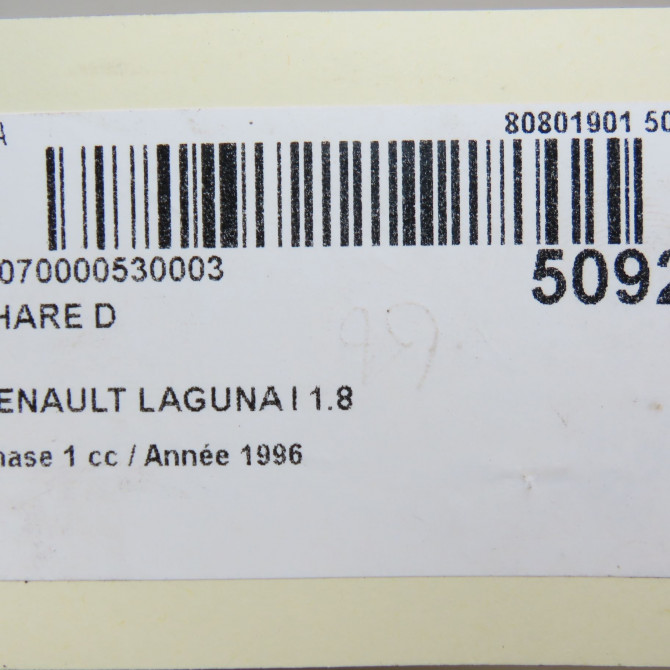 A 80801901 50
070000530003
5092
HARE D
ENAULT LAGUNA I 1.8
hase 1 cc / Année 1996